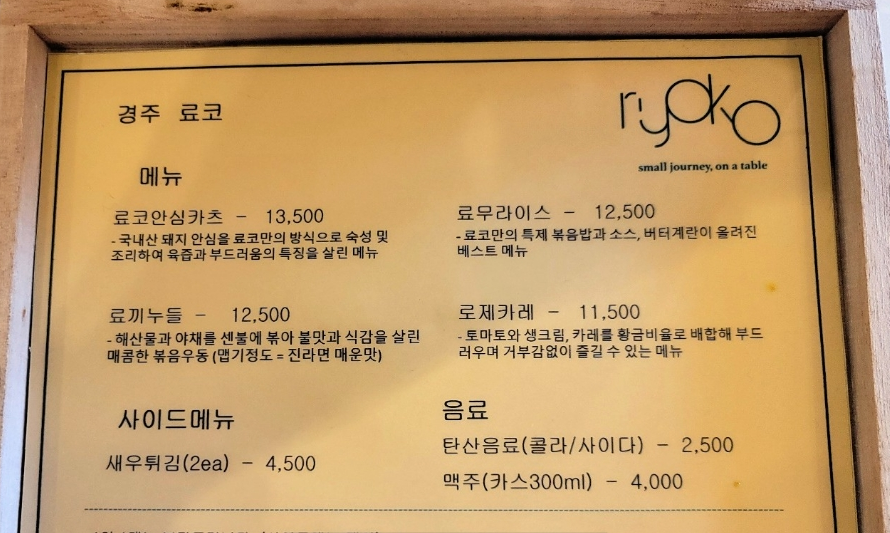 경주 료코
ryoko
small journey, on a table
메뉴
료코안심카츠 - 13,500
- 국내산 돼지 안심을 료코만의 방식으로 숙성 및
조리하여 육즙과 부드러움의 특징을 살린 메뉴
료무라이스 - 12,500
- 료코만의 특제 볶음밥과 소스, 버터계란이 올려진
베스트 메뉴
료끼누들 - 12,500
- 해산물과 야채를 센불에 볶아 불맛과 식감을 살린
매콤한 볶음우동 (맵기정도 = 진라면 매운맛)
로제카레 - 11,500
- 토마토와 생크림, 카레를 황금비율로 배합해 부드
러우며 거부감없이 즐길 수 있는 메뉴
사이드메뉴
새우튀김(2ea) - 4,500
음료
탄산음료(콜라/사이다) - 2,500
맥주(카스300ml) - 4,000